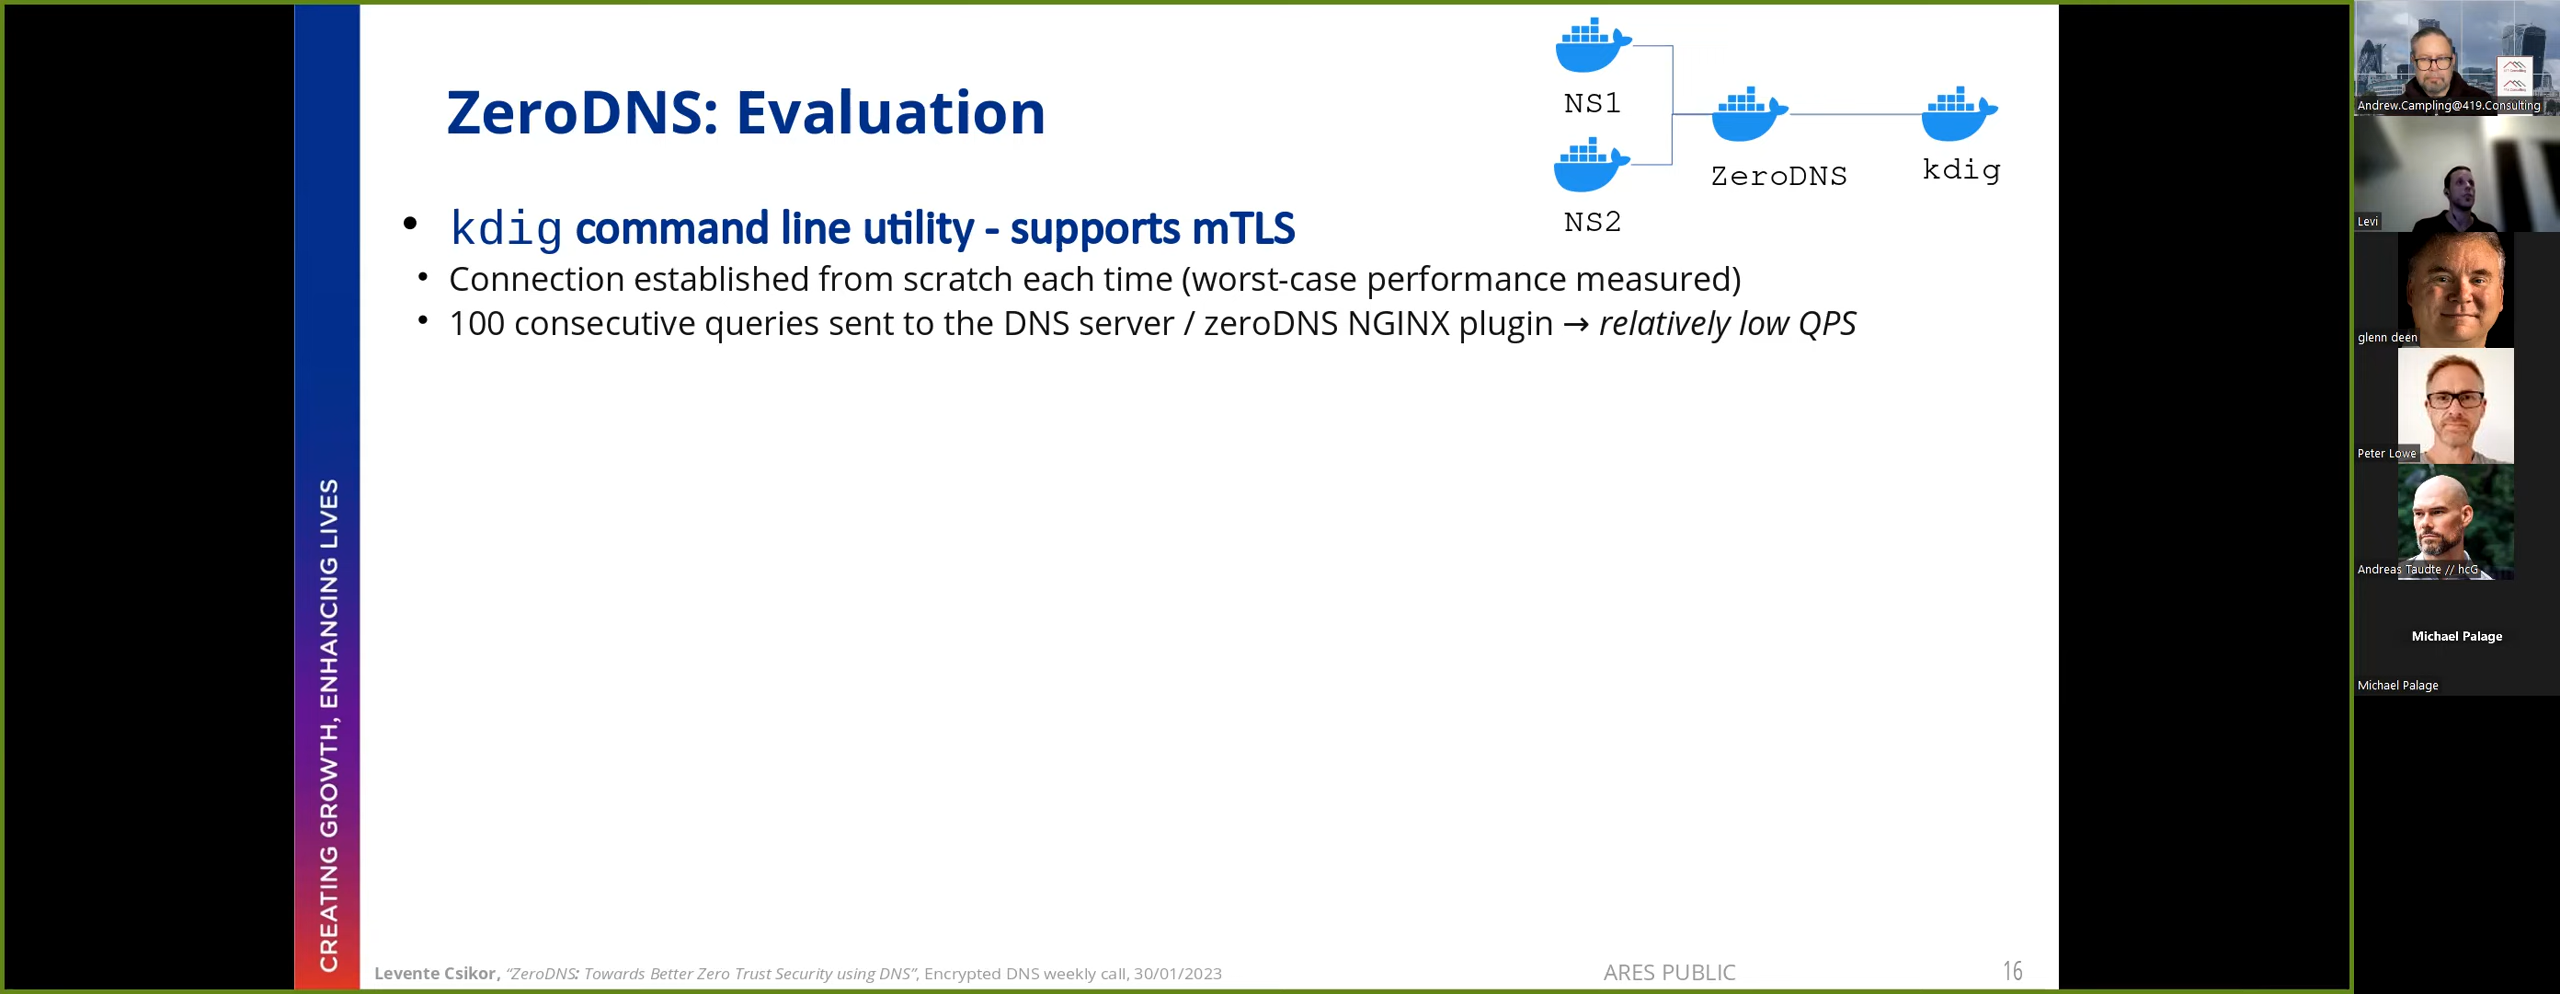 ZeroDNS: Evaluation
NS1
NS2
ZeroDNS
kdig
• kdig command line utility - supports mTLS
• Connection established from scratch each time (worst-case performance measured)
• 100 consecutive queries sent to the DNS server / zeroDNS NGINX plugin → relatively low QPS
CREATING GROWTH, ENHANCING LIVES
Levente Csikor, “ZeroDNS: Towards Better Zero Trust Security using DNS”, Encrypted DNS weekly call, 30/01/2023
ARES PUBLIC
16
Andrew.Campling@419.Consulting
Levi
glenn deen
Peter Lowe
Andreas Taudte // hcG
Michael Palage
Michael Palage